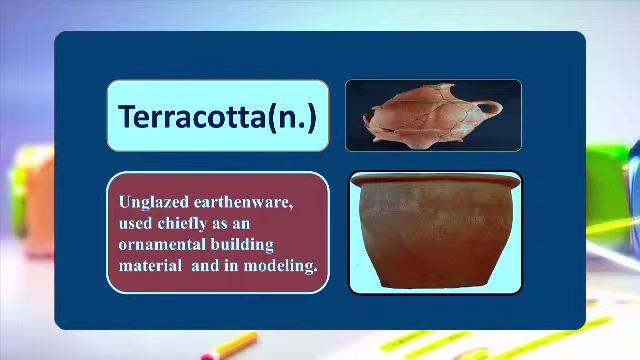 Terracotta(n.)
Unglazed earthenware,
used chiefly as an
ornamental building
material and in modeling.